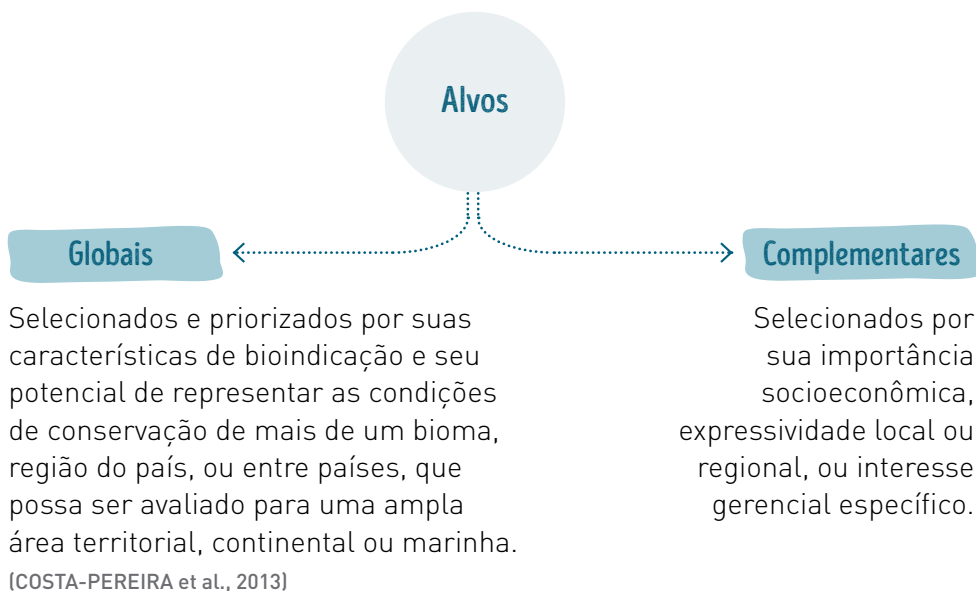 Alvos
Globais
Selecionados e priorizados por suas
características de bioindicação e seu
potencial de representar as condições
de conservação de mais de um bioma,
região do país, ou entre países, que
possa ser avaliado para uma ampla
área territorial, continental ou marinha.
(COSTA-PEREIRA et al., 2013)
Complementares
Selecionados por
sua importância
socioeconômica,
expressividade local ou
regional, ou interesse
gerencial específico.